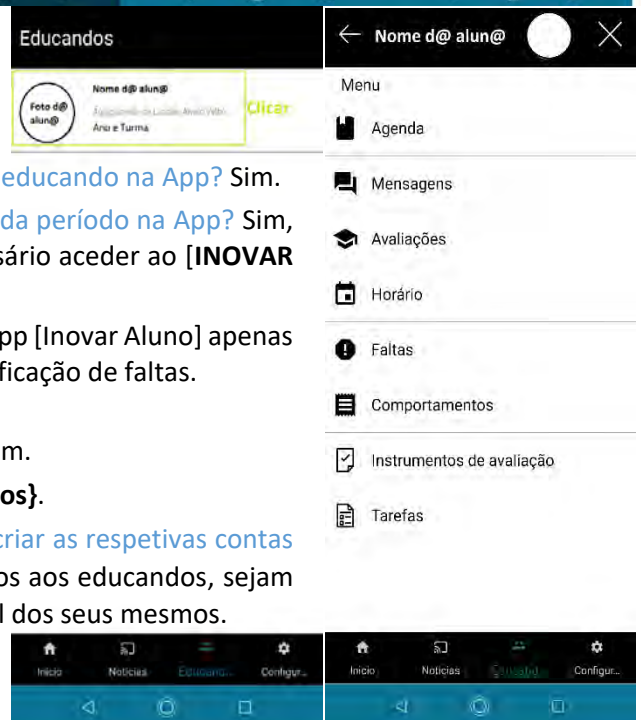 Educandos
Foto d@ alun@
Nome d@ alun@
Ano e Turma
Clicar
educando na App? Sim.
da período na App? Sim,
sário aceder ao [INOVAR
pp [Inovar Aluno] apenas
ficação de faltas.
m.
os}.
criar as respetivas contas
os aos educandos, sejam
l dos seus mesmos.
Início Notícias Educand... Configur...
Nome d@ alun@
Menu
Agenda
Mensagens
Avaliações
Horário
Faltas
Comportamentos
Instrumentos de avaliação
Tarefas
Início Notícias Configur...